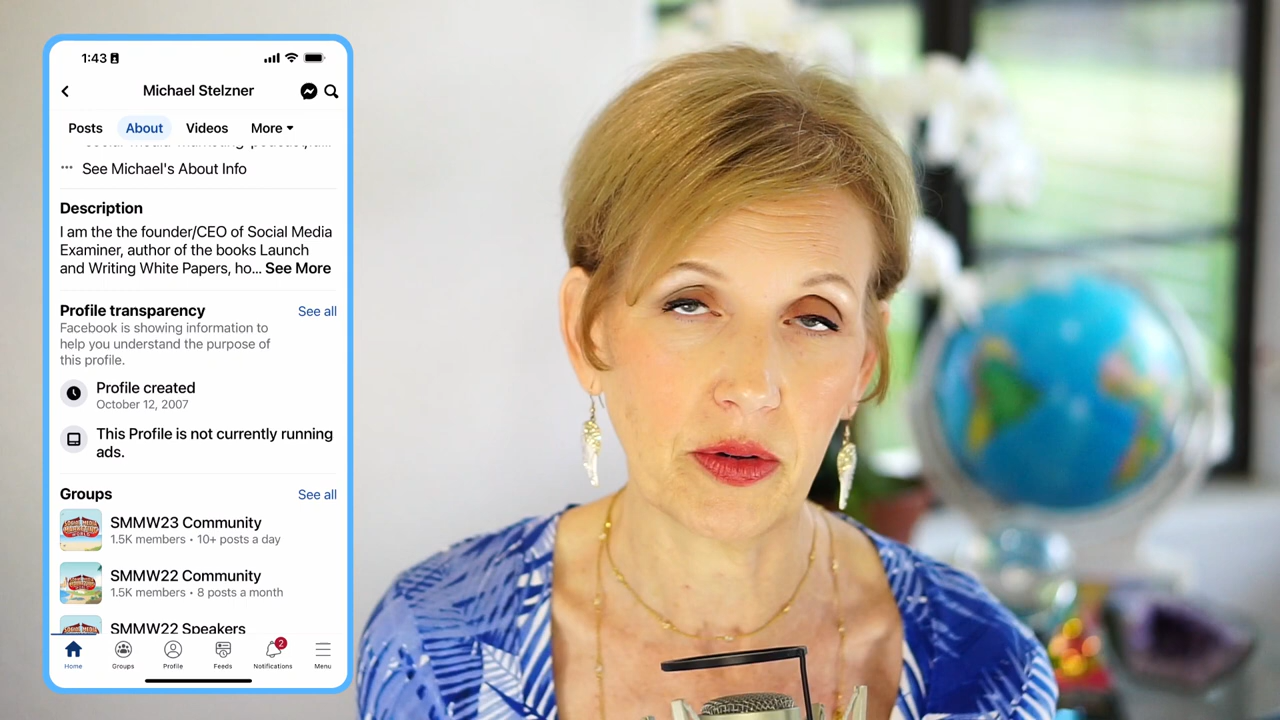 1:43
Michael Stelzner
Posts About Videos More
See Michael's About Info
Description
I am the the founder/CEO of Social Media
Examiner, author of the books Launch
and Writing White Papers, ho... See More
Profile transparency See all
Facebook is showing information to
help you understand the purpose of
this profile.
Profile created
October 12, 2007
This Profile is not currently running
ads.
Groups See all
SMMW23 Community
1.5K members • 10+ posts a day
SMMW22 Community
1.5K members • 8 posts a month
SMMW22 Speakers
2
Home Groups Profile Feeds Notifications Menu